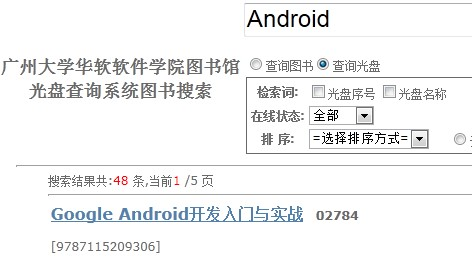 Android
广州大学华软软件学院图书馆
光盘查询系统图书搜索
查询图书 查询光盘
检索词: 光盘序号 光盘名称
在线状态: 全部
排 序: =选择排序方式=
搜索结果共:48 条,当前1 /5 页
Google Android开发入门与实战 02784
[9787115209306]